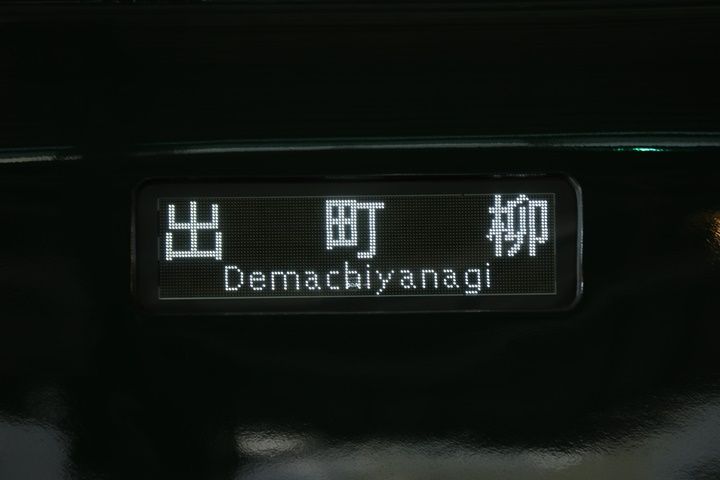 出町柳
Demachiyanagi